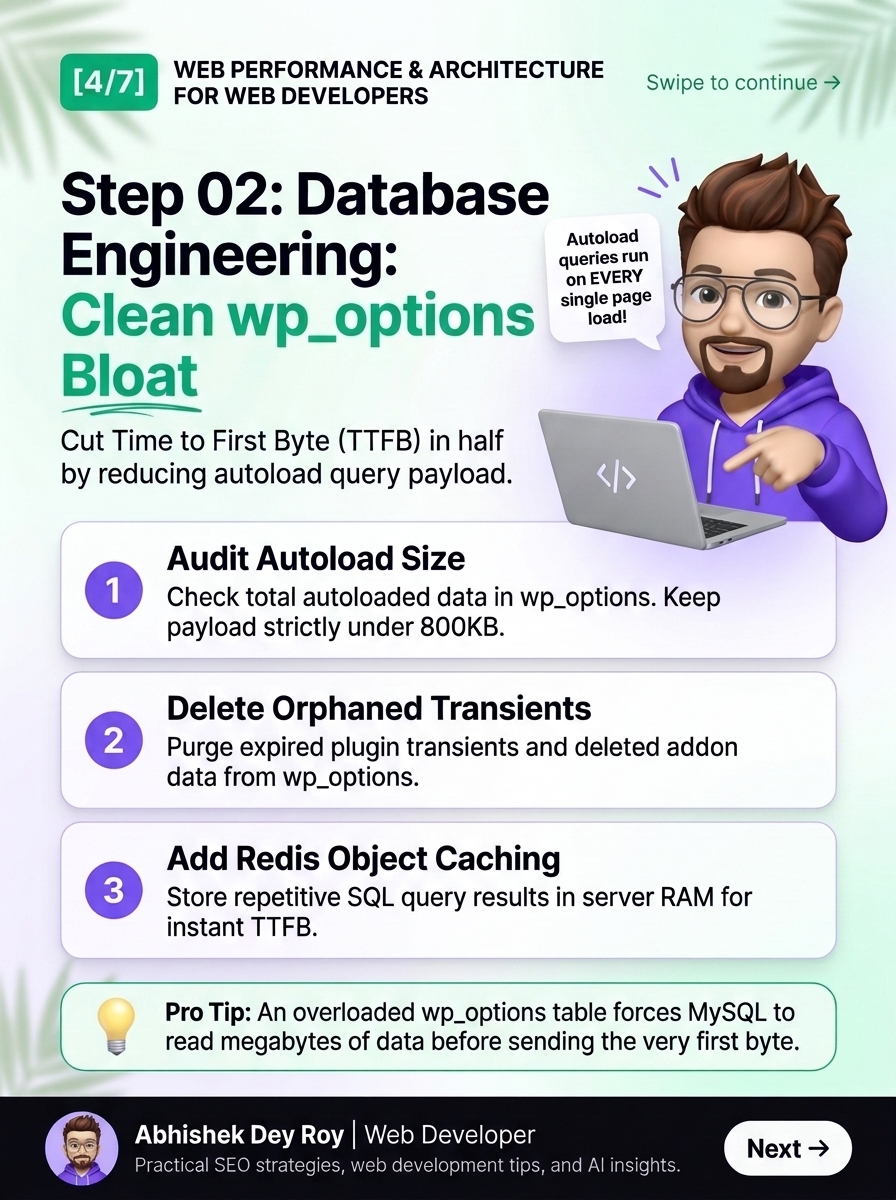 [4/7]
WEB PERFORMANCE & ARCHITECTURE
FOR WEB DEVELOPERS
Swipe to continue →
Step 02: Database
Engineering:
Clean wp_options
Bloat
Autoload
queries run
on EVERY
single page
load!
Cut Time to First Byte (TTFB) in half
by reducing autoload query payload.
</>
1
Audit Autoload Size
Check total autoloaded data in wp_options. Keep
payload strictly under 800KB.
2
Delete Orphaned Transients
Purge expired plugin transients and deleted addon
data from wp_options.
3
Add Redis Object Caching
Store repetitive SQL query results in server RAM for
instant TTFB.
Pro Tip: An overloaded wp_options table forces MySQL to
read megabytes of data before sending the very first byte.
Abhishek Dey Roy | Web Developer
Practical SEO strategies, web development tips, and AI insights.
Next →